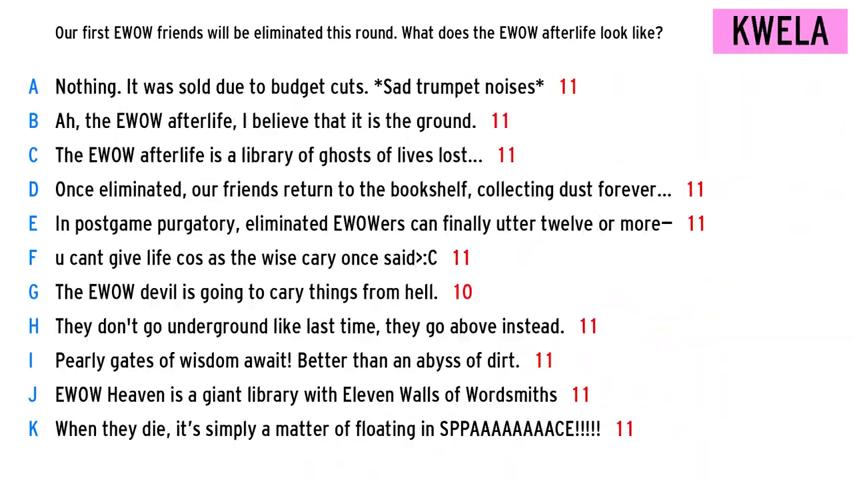 Our first EWOW friends will be eliminated this round. What does the EWOW afterlife look like?
KWELA
A Nothing. It was sold due to budget cuts. *Sad trumpet noises* 11
B Ah, the EWOW afterlife, I believe that it is the ground. 11
C The EWOW afterlife is a library of ghosts of lives lost... 11
D Once eliminated, our friends return to the bookshelf, collecting dust forever... 11
E In postgame purgatory, eliminated EWOWers can finally utter twelve or more— 11
F u cant give life cos as the wise cary once said>:C 11
G The EWOW devil is going to cary things from hell. 10
H They don't go underground like last time, they go above instead. 11
I Pearly gates of wisdom await! Better than an abyss of dirt. 11
J EWOW Heaven is a giant library with Eleven Walls of Wordsmiths 11
K When they die, it’s simply a matter of floating in SPPAAAAAAAACE!!!!! 11